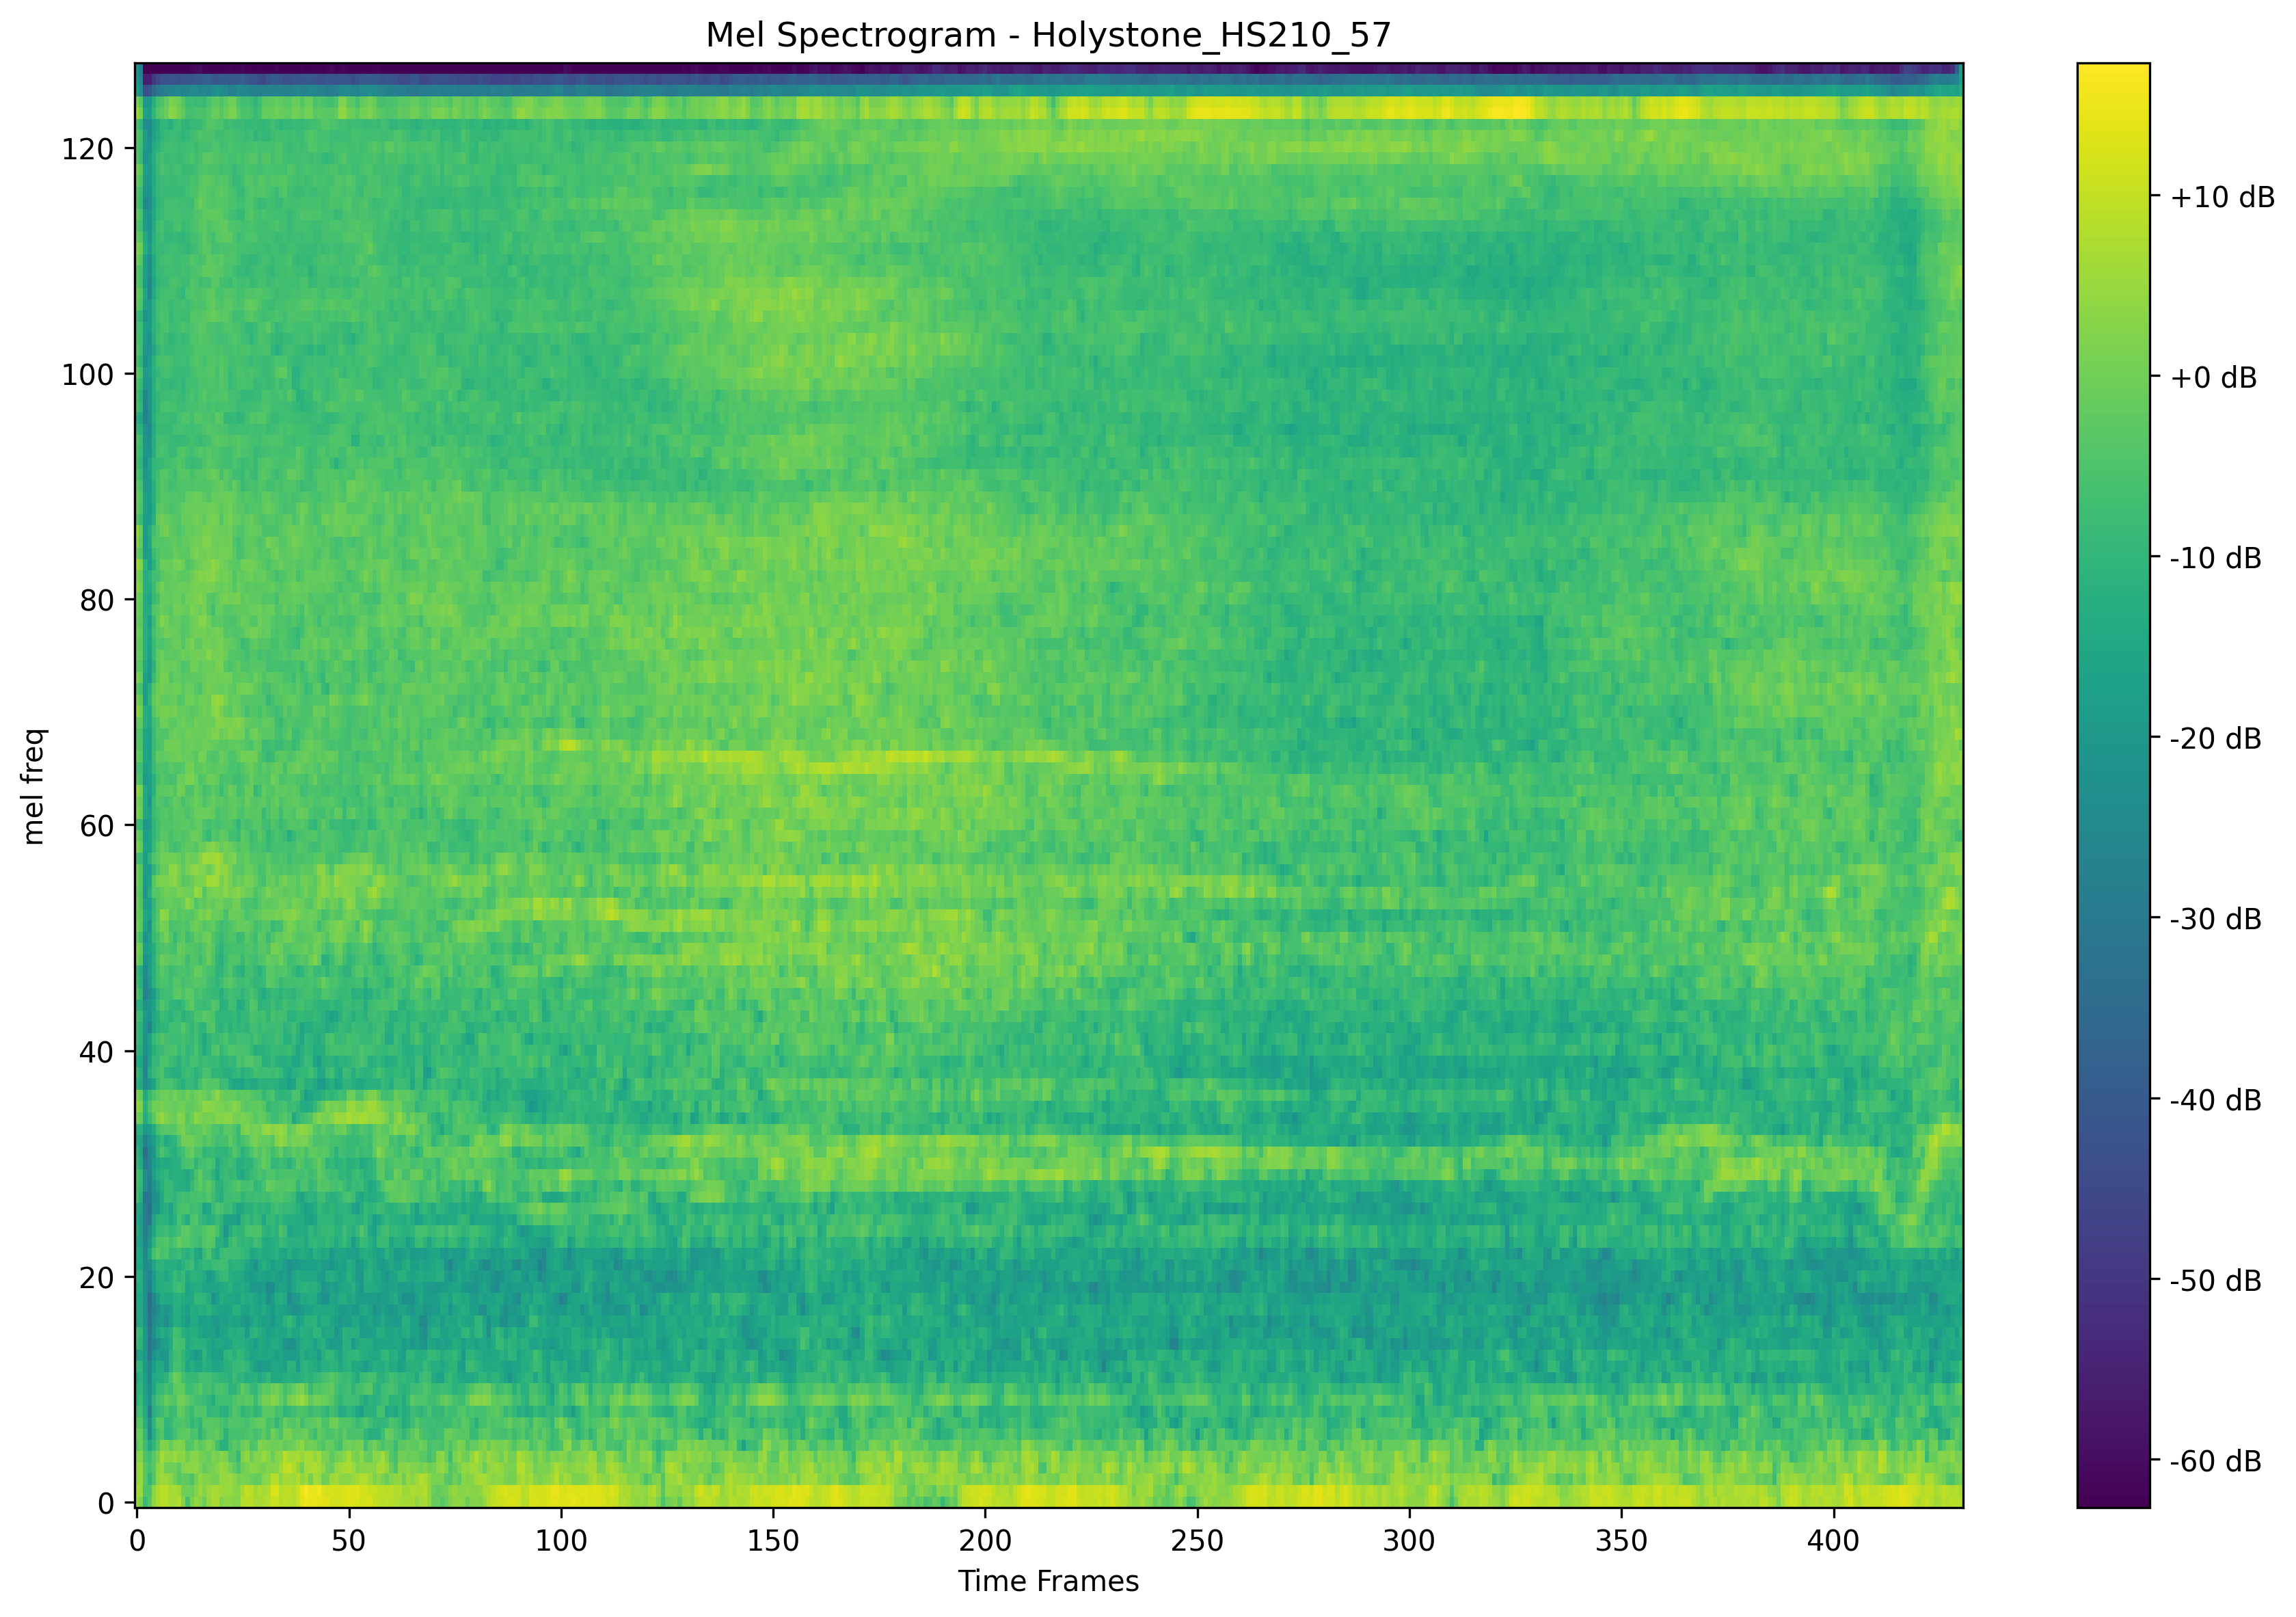 Mel Spectrogram - Holystone_HS210_57
mel freq
120
100
80
60
40
20
0
0 50 100 150 200 250 300 350 400
Time Frames
+10 dB
+0 dB
-10 dB
-20 dB
-30 dB
-40 dB
-50 dB
-60 dB